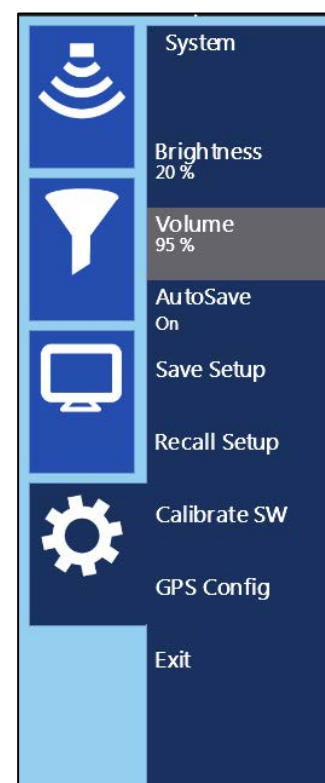 System
Brightness
20 %
Volume
95 %
AutoSave
On
Save Setup
Recall Setup
Calibrate SW
GPS Config
Exit